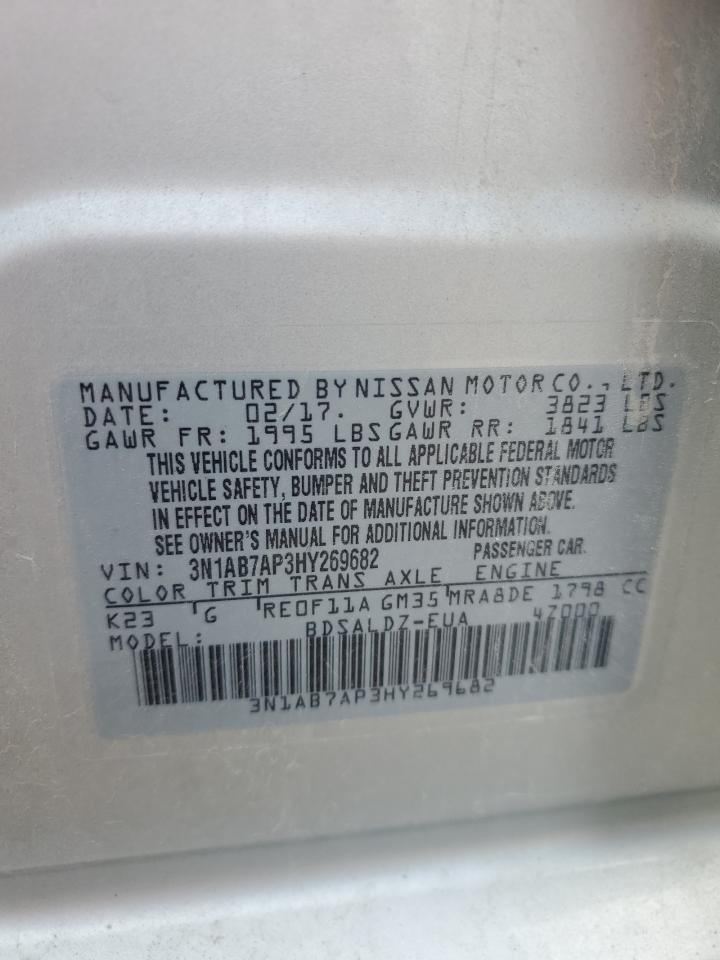 MANUFACTURED BY NISSAN MOTOR CO., LTD.
DATE: 02/17. GVWR: 3823 LBS
GAWR FR: 1995 LBS GAWR RR: 1841 LBS
THIS VEHICLE CONFORMS TO ALL APPLICABLE FEDERAL MOTOR
VEHICLE SAFETY, BUMPER AND THEFT PREVENTION STANDARDS
IN EFFECT ON THE DATE OF MANUFACTURE SHOWN ABOVE.
SEE OWNER'S MANUAL FOR ADDITIONAL INFORMATION.
VIN: 3N1AB7AP3HY269682 PASSENGER CAR.
COLOR TRIM TRANS AXLE ENGINE
K23 G RE0F11A GM35 MRA8DE 1798 CC
MODEL: BDSALDZ-EUA 4Z000
3N1AB7AP3HY269682